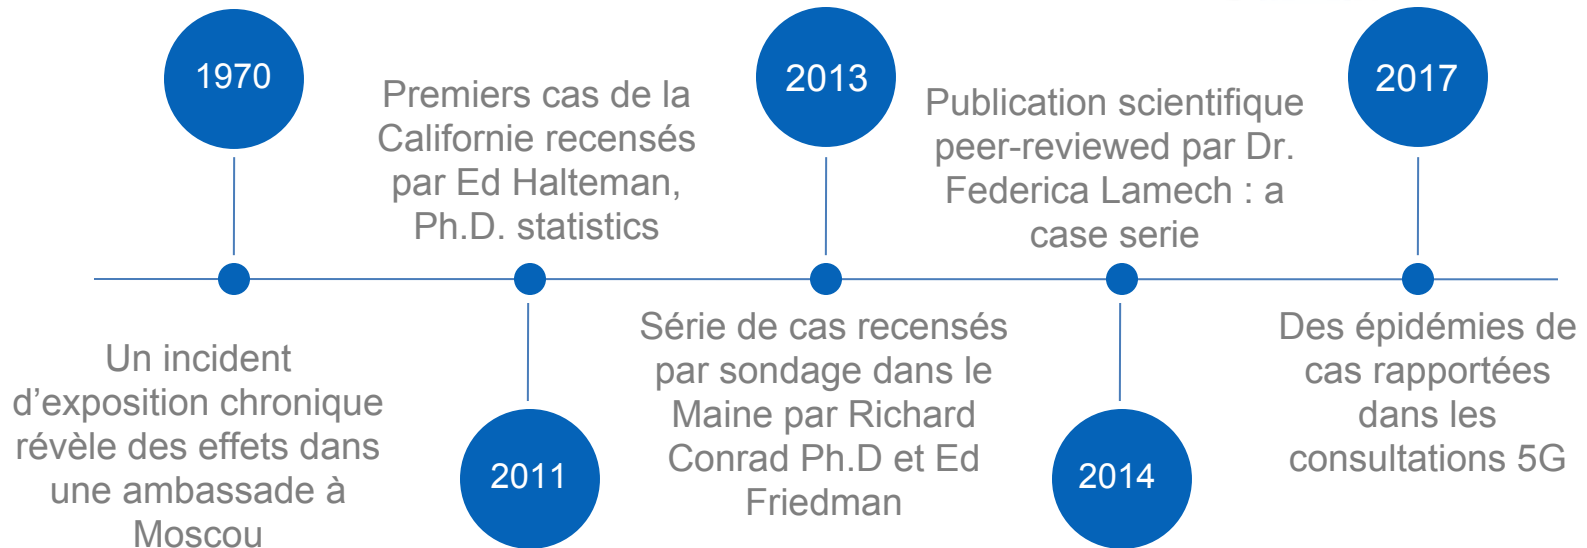 1970
Un incident
d’exposition chronique
révèle des effets dans
une ambassade à
Moscou
Premiers cas de la
Californie recensés
par Ed Halteman,
Ph.D. statistics
2011
2013
Série de cas recensés
par sondage dans le
Maine par Richard
Conrad Ph.D et Ed
Friedman
Publication scientifique
peer-reviewed par Dr.
Federica Lamech : a
case serie
2014
2017
Des épidémies de
cas rapportées
dans les
consultations 5G